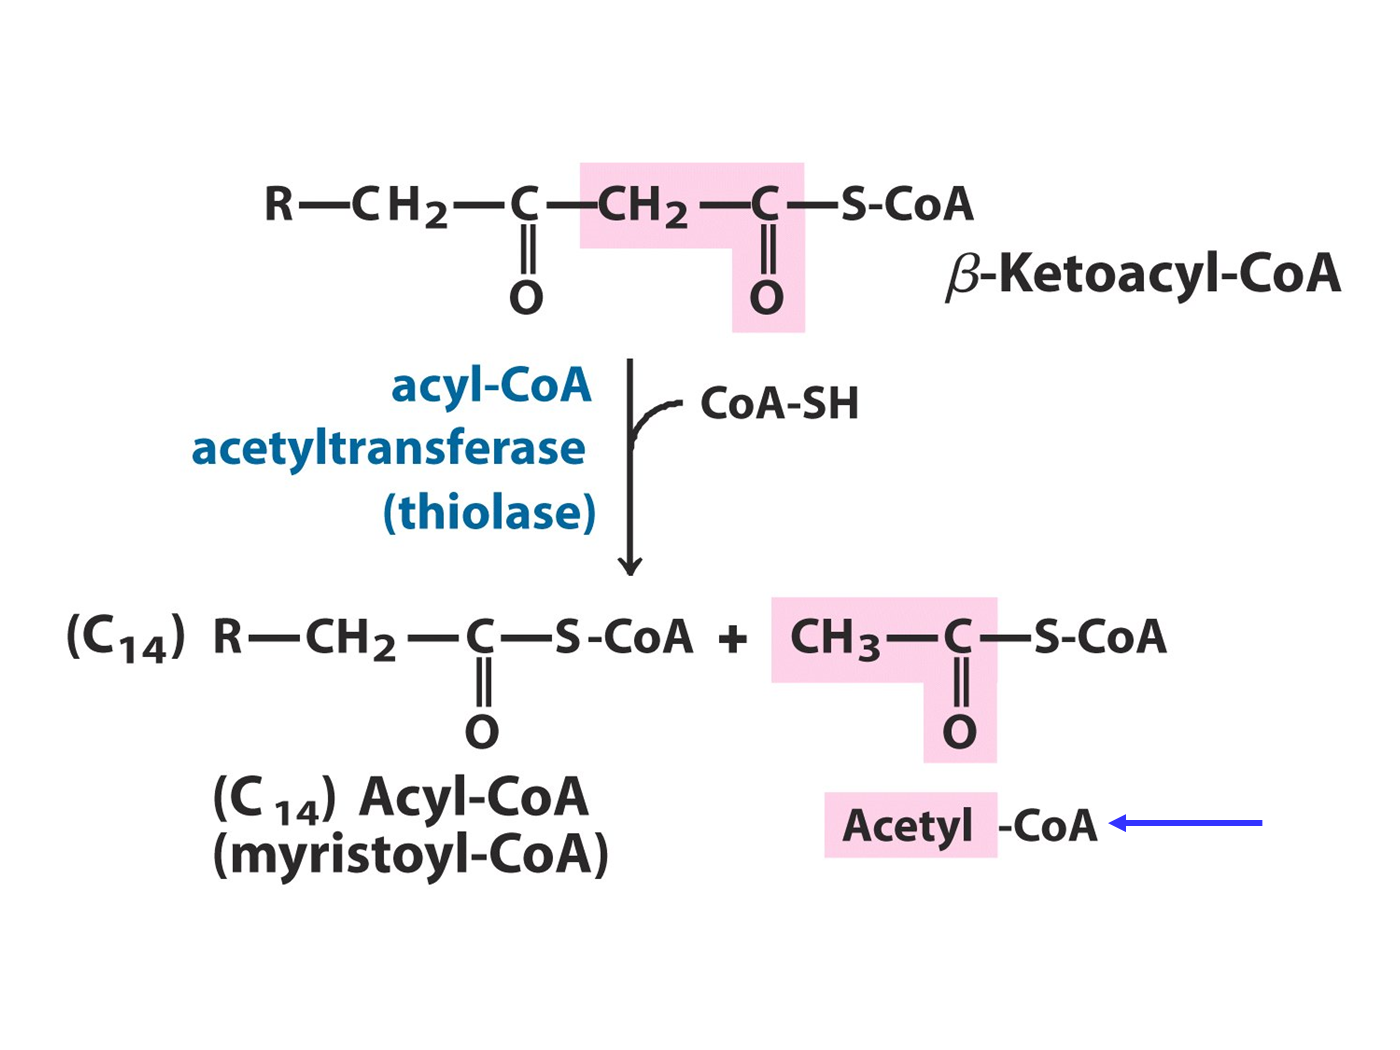 R—CH₂—C—CH₂—C—S-CoA
O O
β-Ketoacyl-CoA
acyl-CoA
acetyltransferase
(thiolase)
CoA-SH
(C₁₄) R—CH₂—C—S-CoA + CH₃—C—S-CoA
O O
(C₁₄) Acyl-CoA
(myristoyl-CoA)
Acetyl-CoA